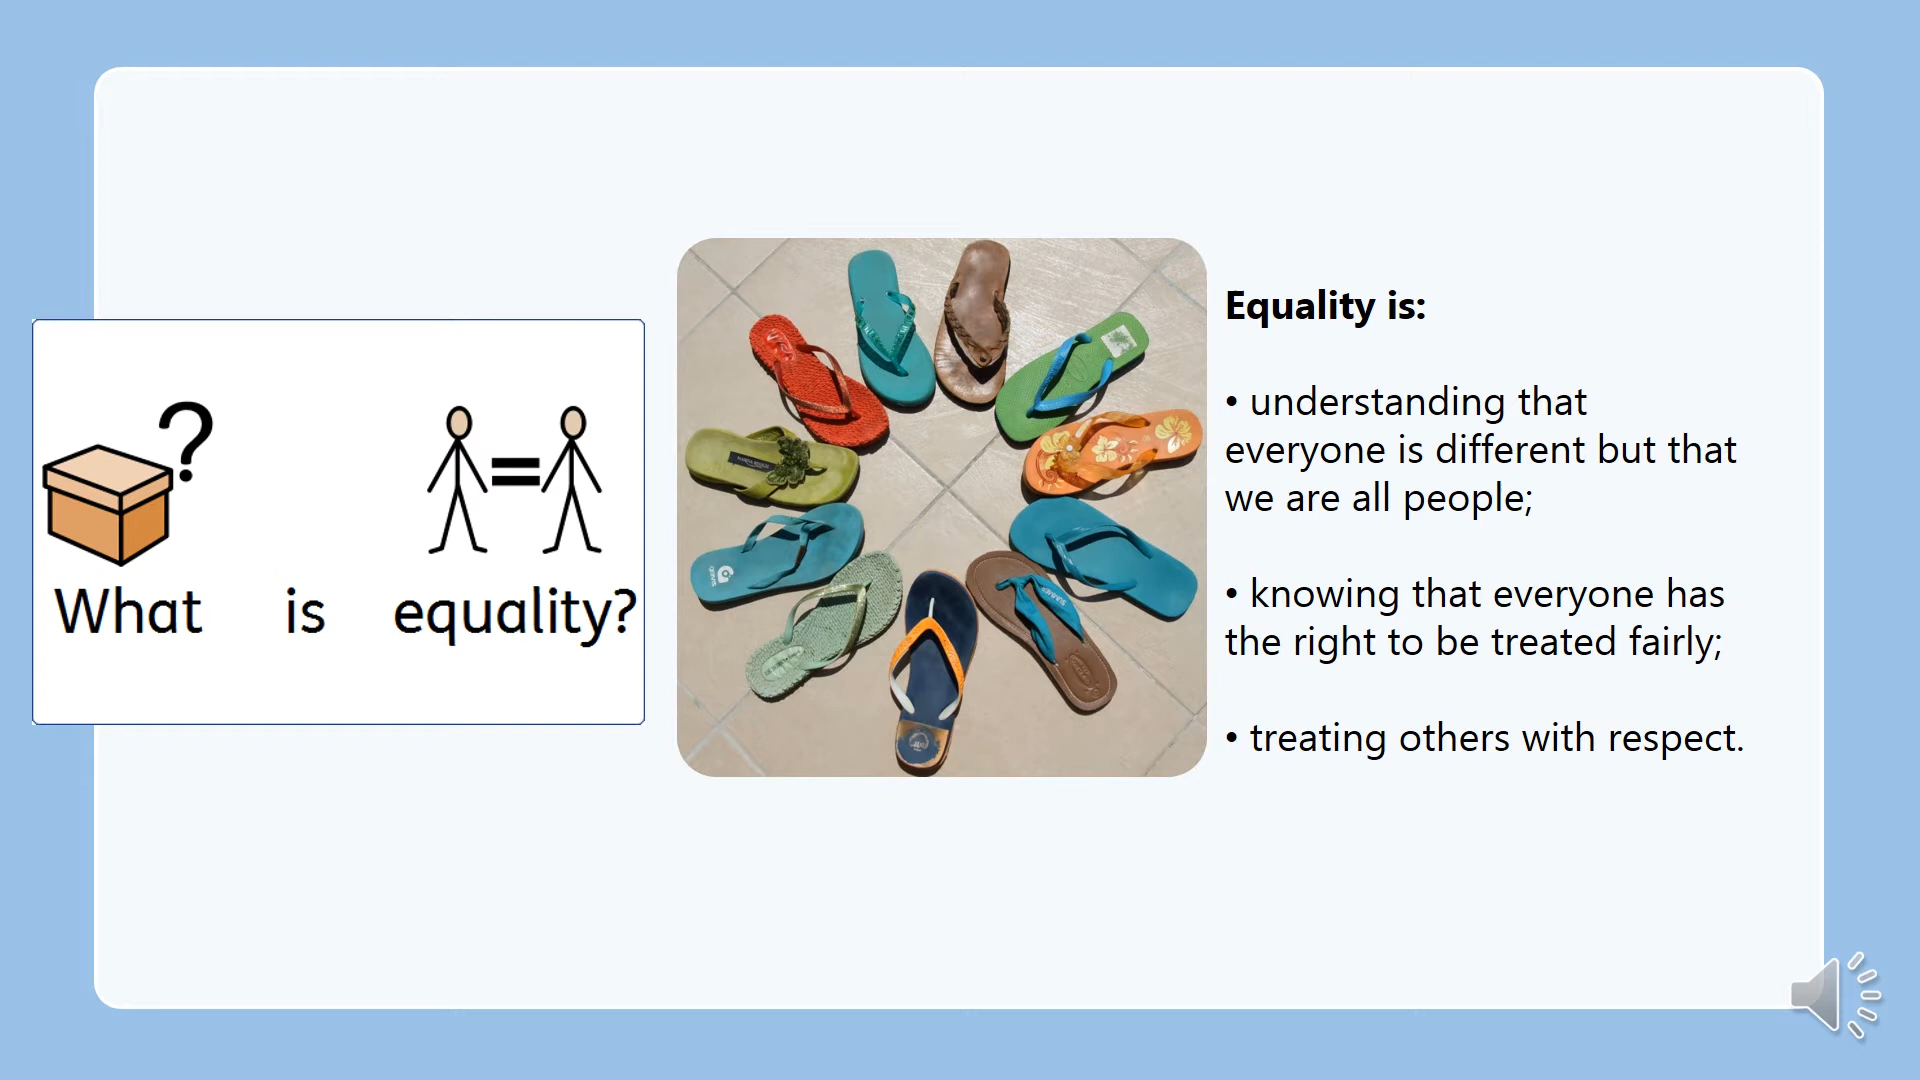 What is equality?
Equality is:
• understanding that
everyone is different but that
we are all people;
• knowing that everyone has
the right to be treated fairly;
• treating others with respect.